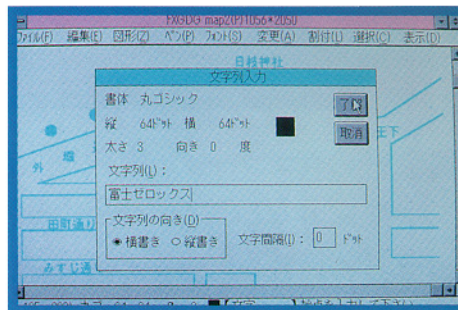 FXGDG map2(P)1056*2050
ファイル(F) 編集(E) 図形(Z) ペン(P) フォント(S) 変更(A) 割付(L) 選択(C) 表示(D)
日枝神社
文字列入力
書体 丸ゴシック
了解
縦 64ドット 横 64ドット
取消
太さ 3 向き 0 度
王下
外堀
文字列(L):
富士ゼロックス
田町通り
文字列の向き(D)
横書き 縦書き 文字間隔(I): 0 ドット
みすじ通